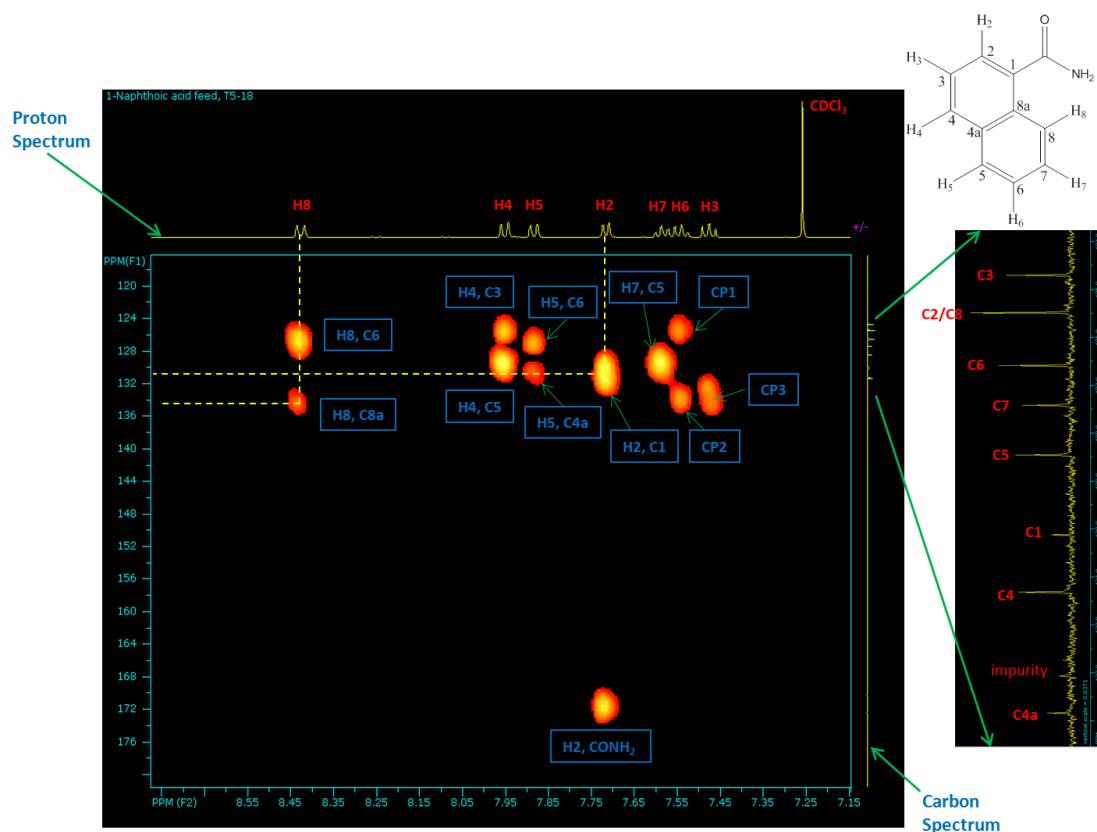 O
H₂
NH₂
H₃
2
1
3
8a
H₈
4
4a
8
H₄
5
7
6
H₅
H₇
H₆
1-Naphthoic acid feed, T5-18
CDCl₃
Proton
Spectrum
H8
H4
H5
H2
H7
H6
H3
+/-
PPM(F1)
120
124
128
132
136
140
144
148
152
156
160
164
168
172
176
H4, C3
H5, C6
H7, C5
CP1
H8, C6
H4, C5
H8, C8a
H5, C4a
H2, C1
CP2
CP3
H2, CONH₂
PPM (F2)
8.55
8.45
8.35
8.25
8.15
8.05
7.95
7.85
7.75
7.65
7.55
7.45
7.35
7.25
7.15
C3
C2/C8
C6
C7
C5
C1
C4
impurity
C4a
vertical scale = 0.0371
Carbon
Spectrum